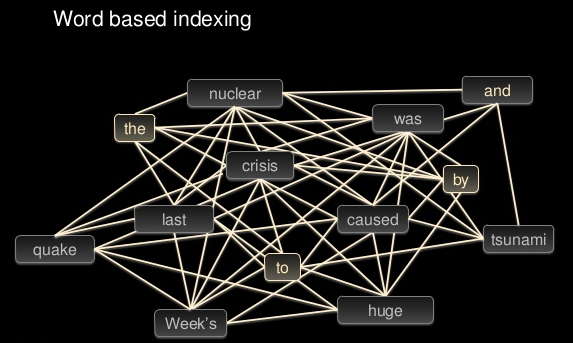 Word based indexing
nuclear
and
the
was
crisis
by
last
caused
quake
tsunami
to
Week's
huge